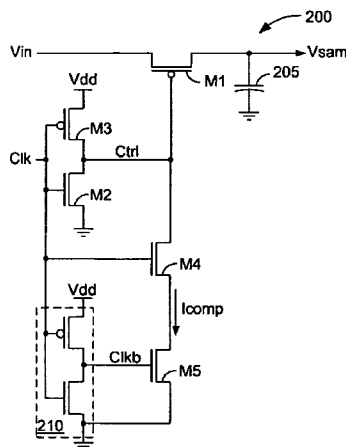 200
Vin
Vsam
M1
205
Vdd
M3
Clk
Ctrl
M2
M4
Vdd
Icomp
Clkb
M5
210